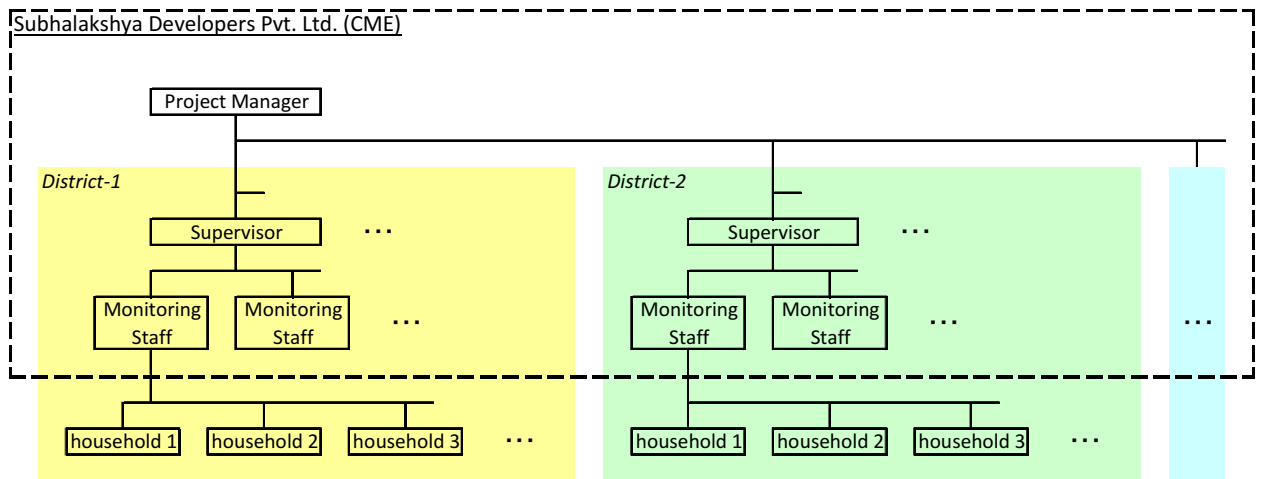 Subhalakshya Developers Pvt. Ltd. (CME)
Project Manager
District-1
District-2
Supervisor
...
Supervisor
...
Monitoring
Staff
Monitoring
Staff
...
Monitoring
Staff
Monitoring
Staff
...
...
household 1
household 2
household 3
...
household 1
household 2
household 3
...